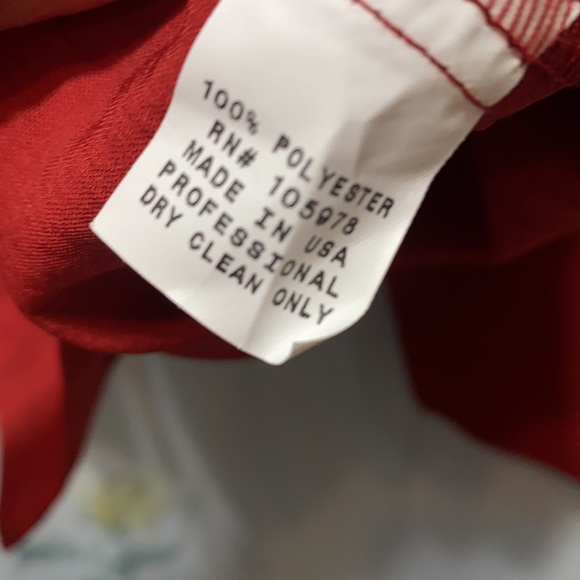 100% POLYESTER
RN# 105978
MADE IN USA
PROFESSIONAL
DRY CLEAN ONLY